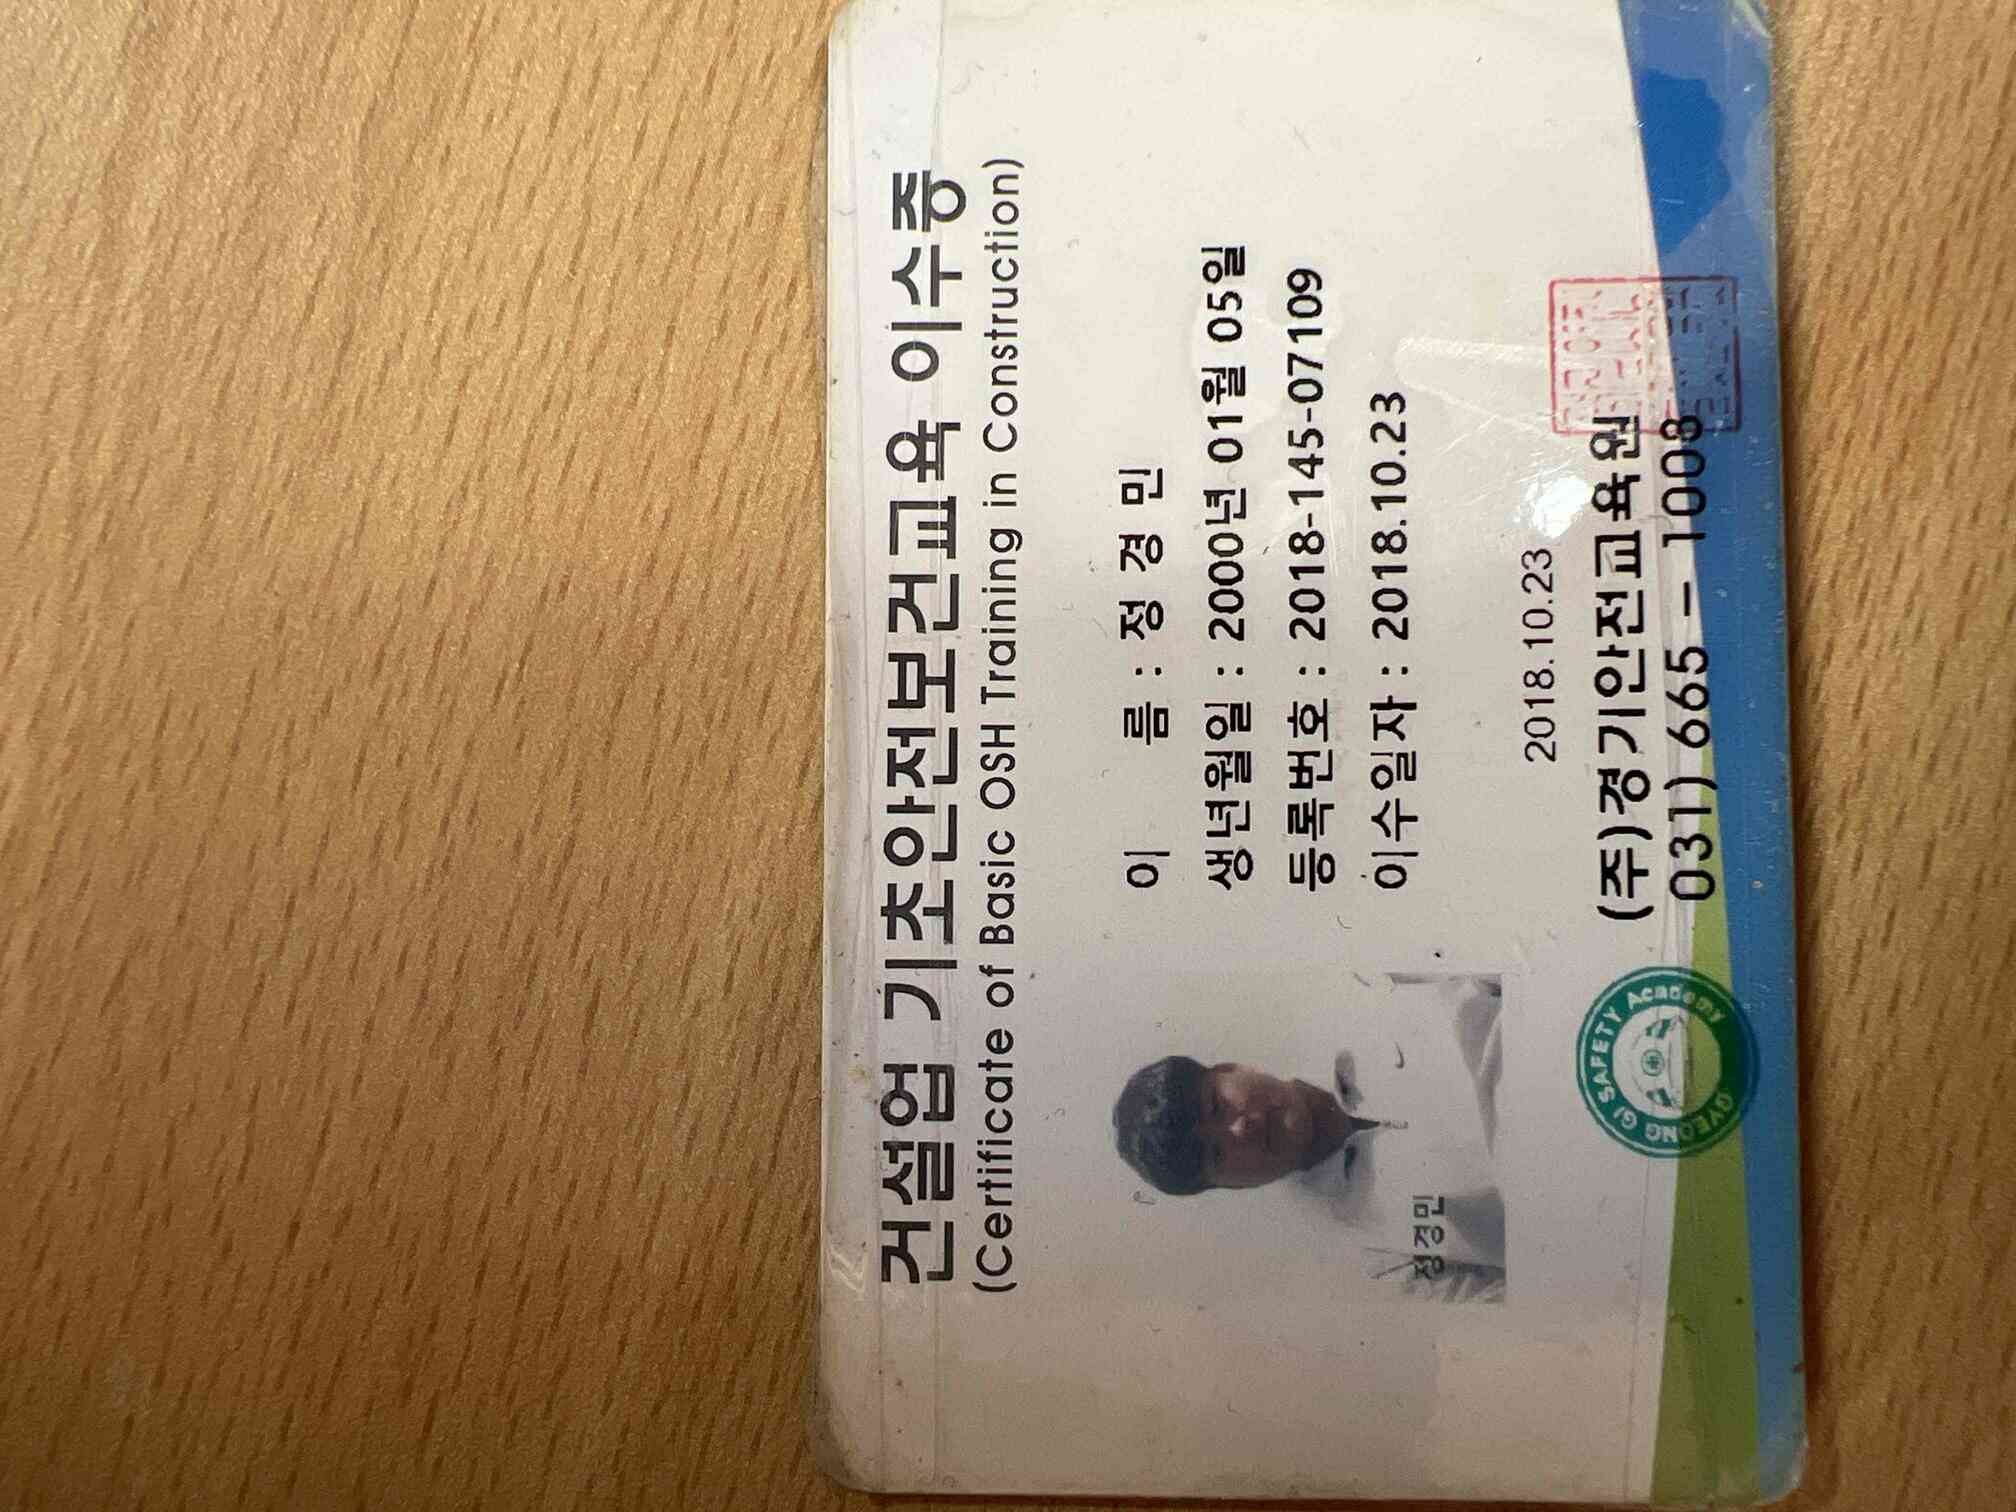 건설업 기초안전보건교육 이수증
(Certificate of Basic OSH Training in Construction)
이 름 : 정 경 민
생년월일 : 2000년 01월 05일
등록번호 : 2018-145-07109
이수일자 : 2018.10.23
정경민
2018.10.23
(주)경기안전교육원
031) 665 - 1008
GYEONG GI SAFETY Academy